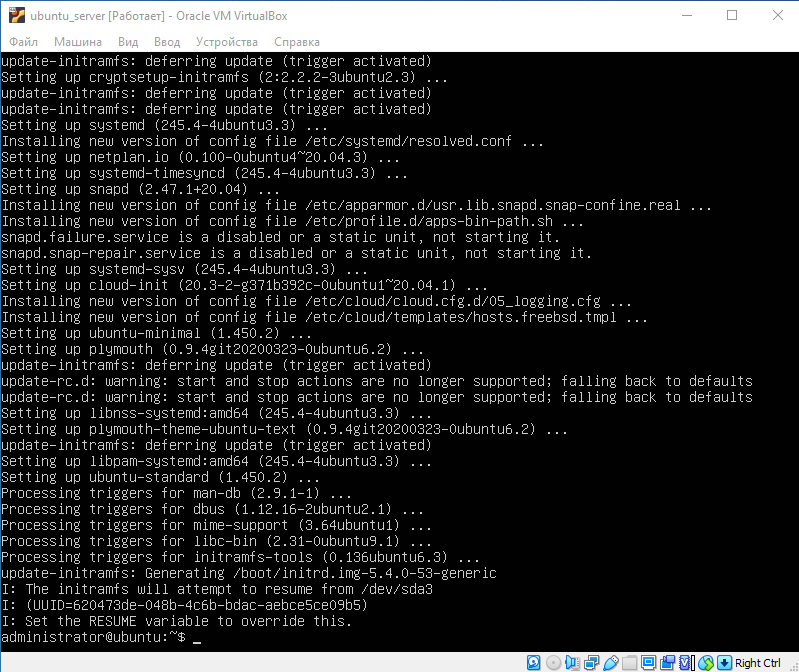 ubuntu_server [Работает] - Oracle VM VirtualBox
Файл Машина Вид Ввод Устройства Справка
update-initramfs: deferring update (trigger activated)
Setting up cryptsetup-initramfs (2:2.2.2-3ubuntu2.3) ...
update-initramfs: deferring update (trigger activated)
update-initramfs: deferring update (trigger activated)
Setting up systemd (245.4-4ubuntu3.3) ...
Installing new version of config file /etc/systemd/resolved.conf ...
Setting up netplan.io (0.100-0ubuntu4~20.04.3) ...
Setting up systemd-timesyncd (245.4-4ubuntu3.3) ...
Setting up snapd (2.47.1+20.04) ...
Installing new version of config file /etc/apparmor.d/usr.lib.snapd.snap-confine.real ...
Installing new version of config file /etc/profile.d/apps-bin-path.sh ...
snapd.failure.service is a disabled or a static unit, not starting it.
snapd.snap-repair.service is a disabled or a static unit, not starting it.
Setting up systemd-sysv (245.4-4ubuntu3.3) ...
Setting up cloud-init (20.3-2-g371b392c-0ubuntu1~20.04.1) ...
Installing new version of config file /etc/cloud/cloud.cfg.d/05_logging.cfg ...
Installing new version of config file /etc/cloud/templates/hosts.freebsd.tmpl ...
Setting up ubuntu-minimal (1.450.2) ...
Setting up plymouth (0.9.4git20200323-0ubuntu6.2) ...
update-initramfs: deferring update (trigger activated)
update-rc.d: warning: start and stop actions are no longer supported; falling back to defaults
update-rc.d: warning: start and stop actions are no longer supported; falling back to defaults
Setting up libnss-systemd:amd64 (245.4-4ubuntu3.3) ...
Setting up plymouth-theme-ubuntu-text (0.9.4git20200323-0ubuntu6.2) ...
update-initramfs: deferring update (trigger activated)
Setting up libpam-systemd:amd64 (245.4-4ubuntu3.3) ...
Setting up ubuntu-standard (1.450.2) ...
Processing triggers for man-db (2.9.1-1) ...
Processing triggers for dbus (1.12.16-2ubuntu2.1) ...
Processing triggers for mime-support (3.64ubuntu1) ...
Processing triggers for libc-bin (2.31-0ubuntu9.1) ...
Processing triggers for initramfs-tools (0.136ubuntu6.3) ...
update-initramfs: Generating /boot/initrd.img-5.4.0-53-generic
I: The initramfs will attempt to resume from /dev/sda3
I: (UUID=620473de-048b-4c6b-bdac-aebce5ce09b5)
I: Set the RESUME variable to override this.
administrator@ubuntu:~$ _
Right Ctrl